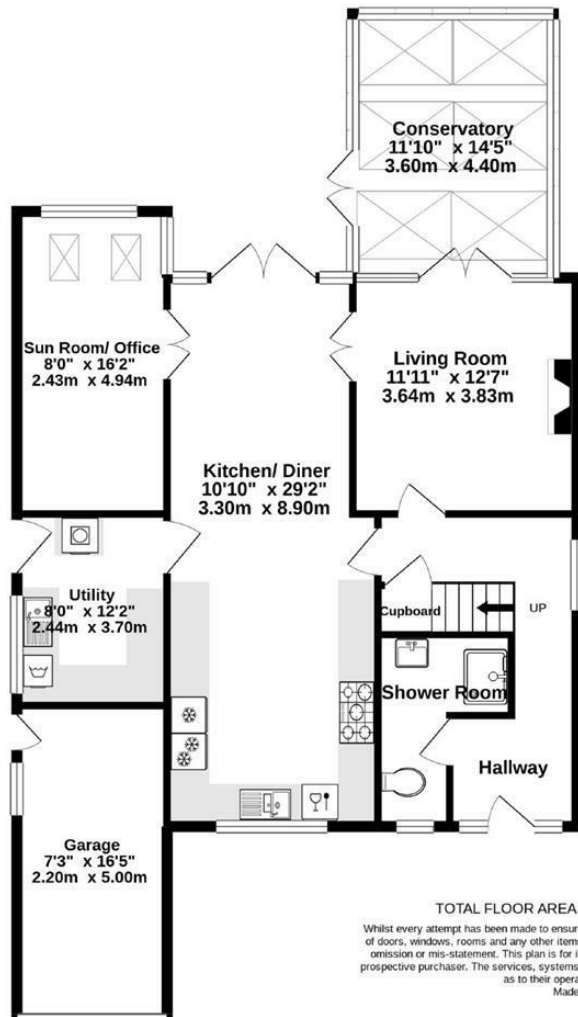 Conservatory
11'10" x 14'5"
3.60m x 4.40m
Sun Room/ Office
8'0" x 16'2"
2.43m x 4.94m
Living Room
11'11" x 12'7"
3.64m x 3.83m
Kitchen/ Diner
10'10" x 29'2"
3.30m x 8.90m
Utility
8'0" x 12'2"
2.44m x 3.70m
Cupboard
UP
Shower Room
Hallway
Garage
7'3" x 16'5"
2.20m x 5.00m
TOTAL FLOOR AREA
Whilst every attempt has been made to ensur
of doors, windows, rooms and any other item
omission or mis-statement. This plan is for i
prospective purchaser. The services, systems
as to their opera
Made